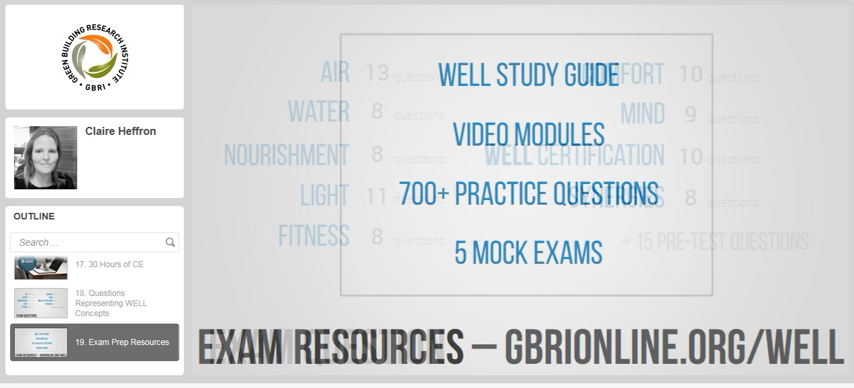 GREEN BUILDING RESEARCH INSTITUTE
• GBRI •
Claire Heffron
OUTLINE
Search...
17. 30 Hours of CE
18. Questions
Representing WELL
Concepts
19. Exam Prep Resources
AIR 13 questions
WATER 8 questions
NOURISHMENT 8 questions
LIGHT 11 questions
FITNESS 8 questions
COMFORT 10 questions
MIND 9 questions
WELL CERTIFICATION 10 questions
SYNERGIES 8 questions
+ 15 PRE-TEST QUESTIONS
WELL STUDY GUIDE
VIDEO MODULES
700+ PRACTICE QUESTIONS
5 MOCK EXAMS
EXAM RESOURCES – GBRIONLINE.ORG/WELL